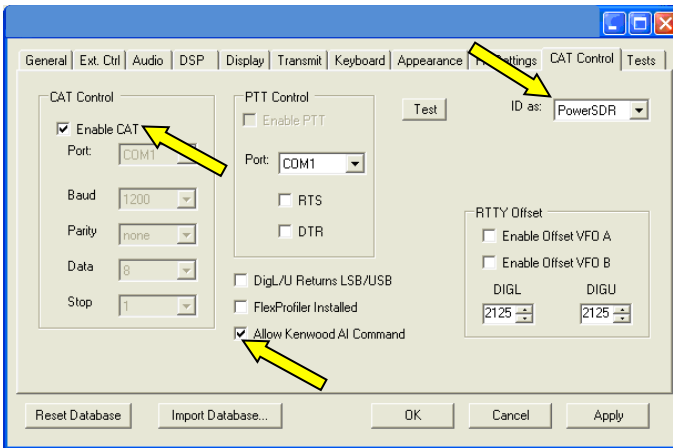 General Ext. Ctrl Audio DSP Display Transmit Keyboard Appearance Settings CAT Control Tests
CAT Control
Enable CAT
Port: COM1
Baud 1200
Parity none
Data 8
Stop 1
PTT Control
Enable PTT
Port: COM1
RTS
DTR
Test
ID as: PowerSDR
DigL/U Returns LSB/USB
FlexProfiler Installed
Allow Kenwood AI Command
RTTY Offset
Enable Offset VFO A
Enable Offset VFO B
DIGL DIGU
2125 2125
Reset Database Import Database... OK Cancel Apply